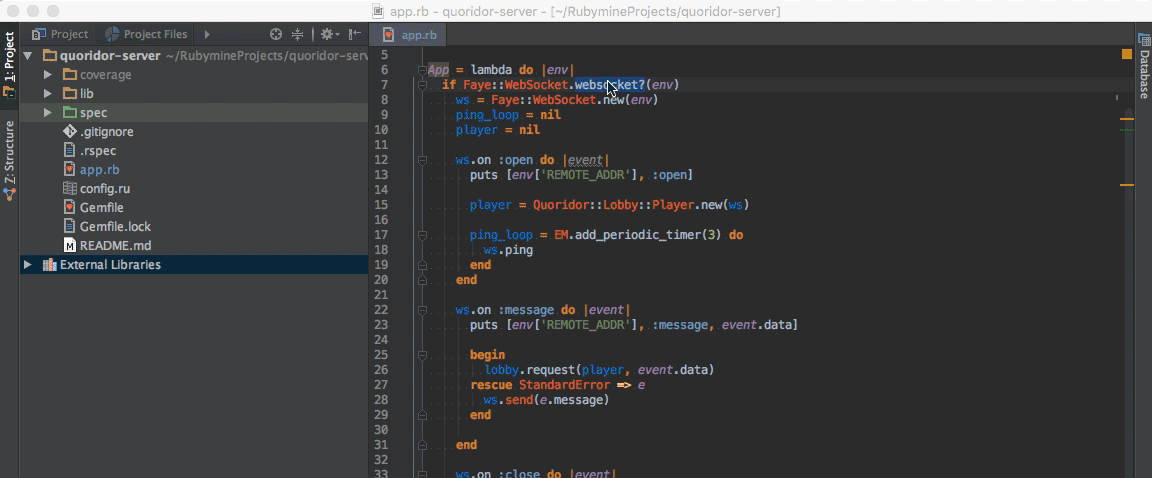 app.rb - quoridor-server - [~/RubymineProjects/quoridor-server]
Project
Project Files
app.rb
1: Project
Z: Structure
Database
quoridor-server ~/RubymineProjects/quoridor-serv
coverage
lib
spec
.gitignore
.rspec
app.rb
config.ru
Gemfile
Gemfile.lock
README.md
External Libraries
5
6 App = lambda do |env|
7 if Faye::WebSocket.websocket?(env)
8 ws = Faye::WebSocket.new(env)
9 ping_loop = nil
10 player = nil
11
12 ws.on :open do |event|
13 puts [env['REMOTE_ADDR'], :open]
14
15 player = Quoridor::Lobby::Player.new(ws)
16
17 ping_loop = EM.add_periodic_timer(3) do
18 ws.ping
19 end
20 end
21
22 ws.on :message do |event|
23 puts [env['REMOTE_ADDR'], :message, event.data]
24
25 begin
26 lobby.request(player, event.data)
27 rescue StandardError => e
28 ws.send(e.message)
29 end
30
31 end
32
33 ws.on :close do |event|